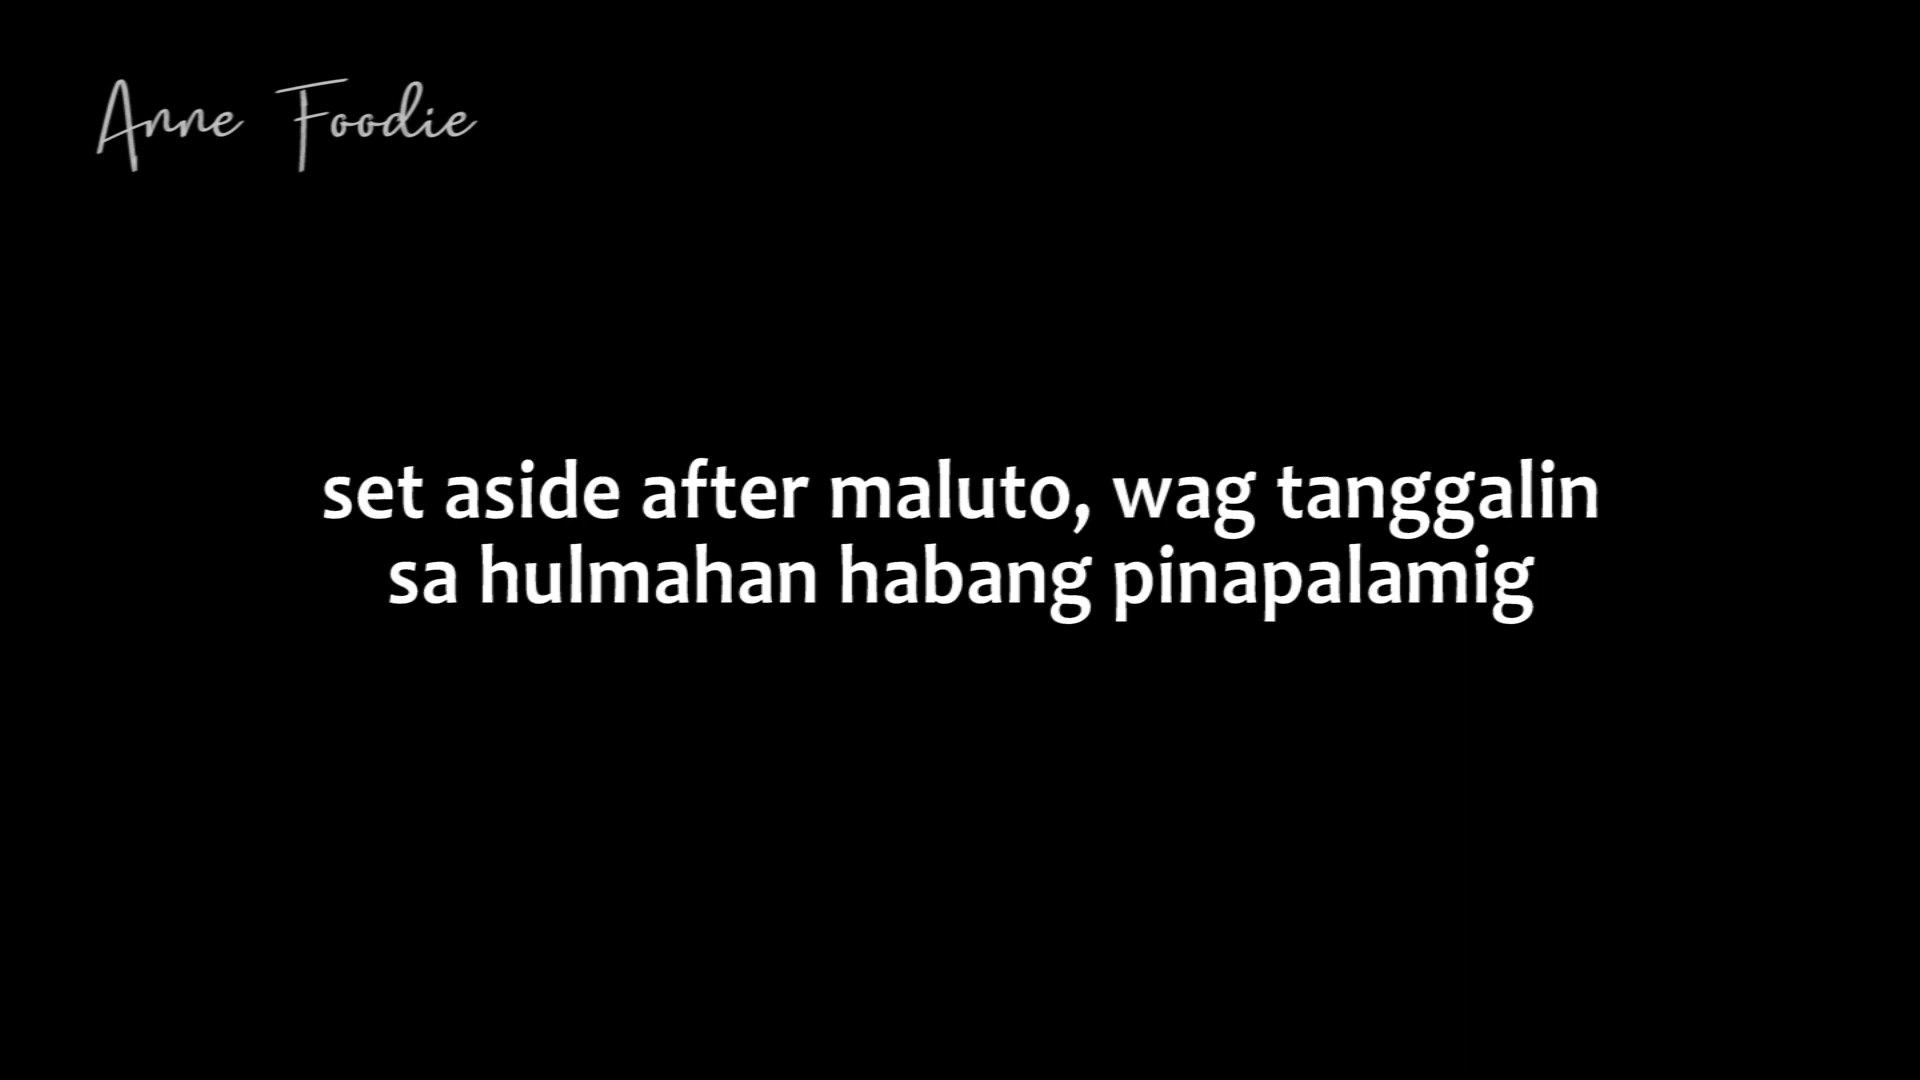 Anne Foodie
set aside after maluto, wag tanggalin
sa hulmahan habang pinapalamig